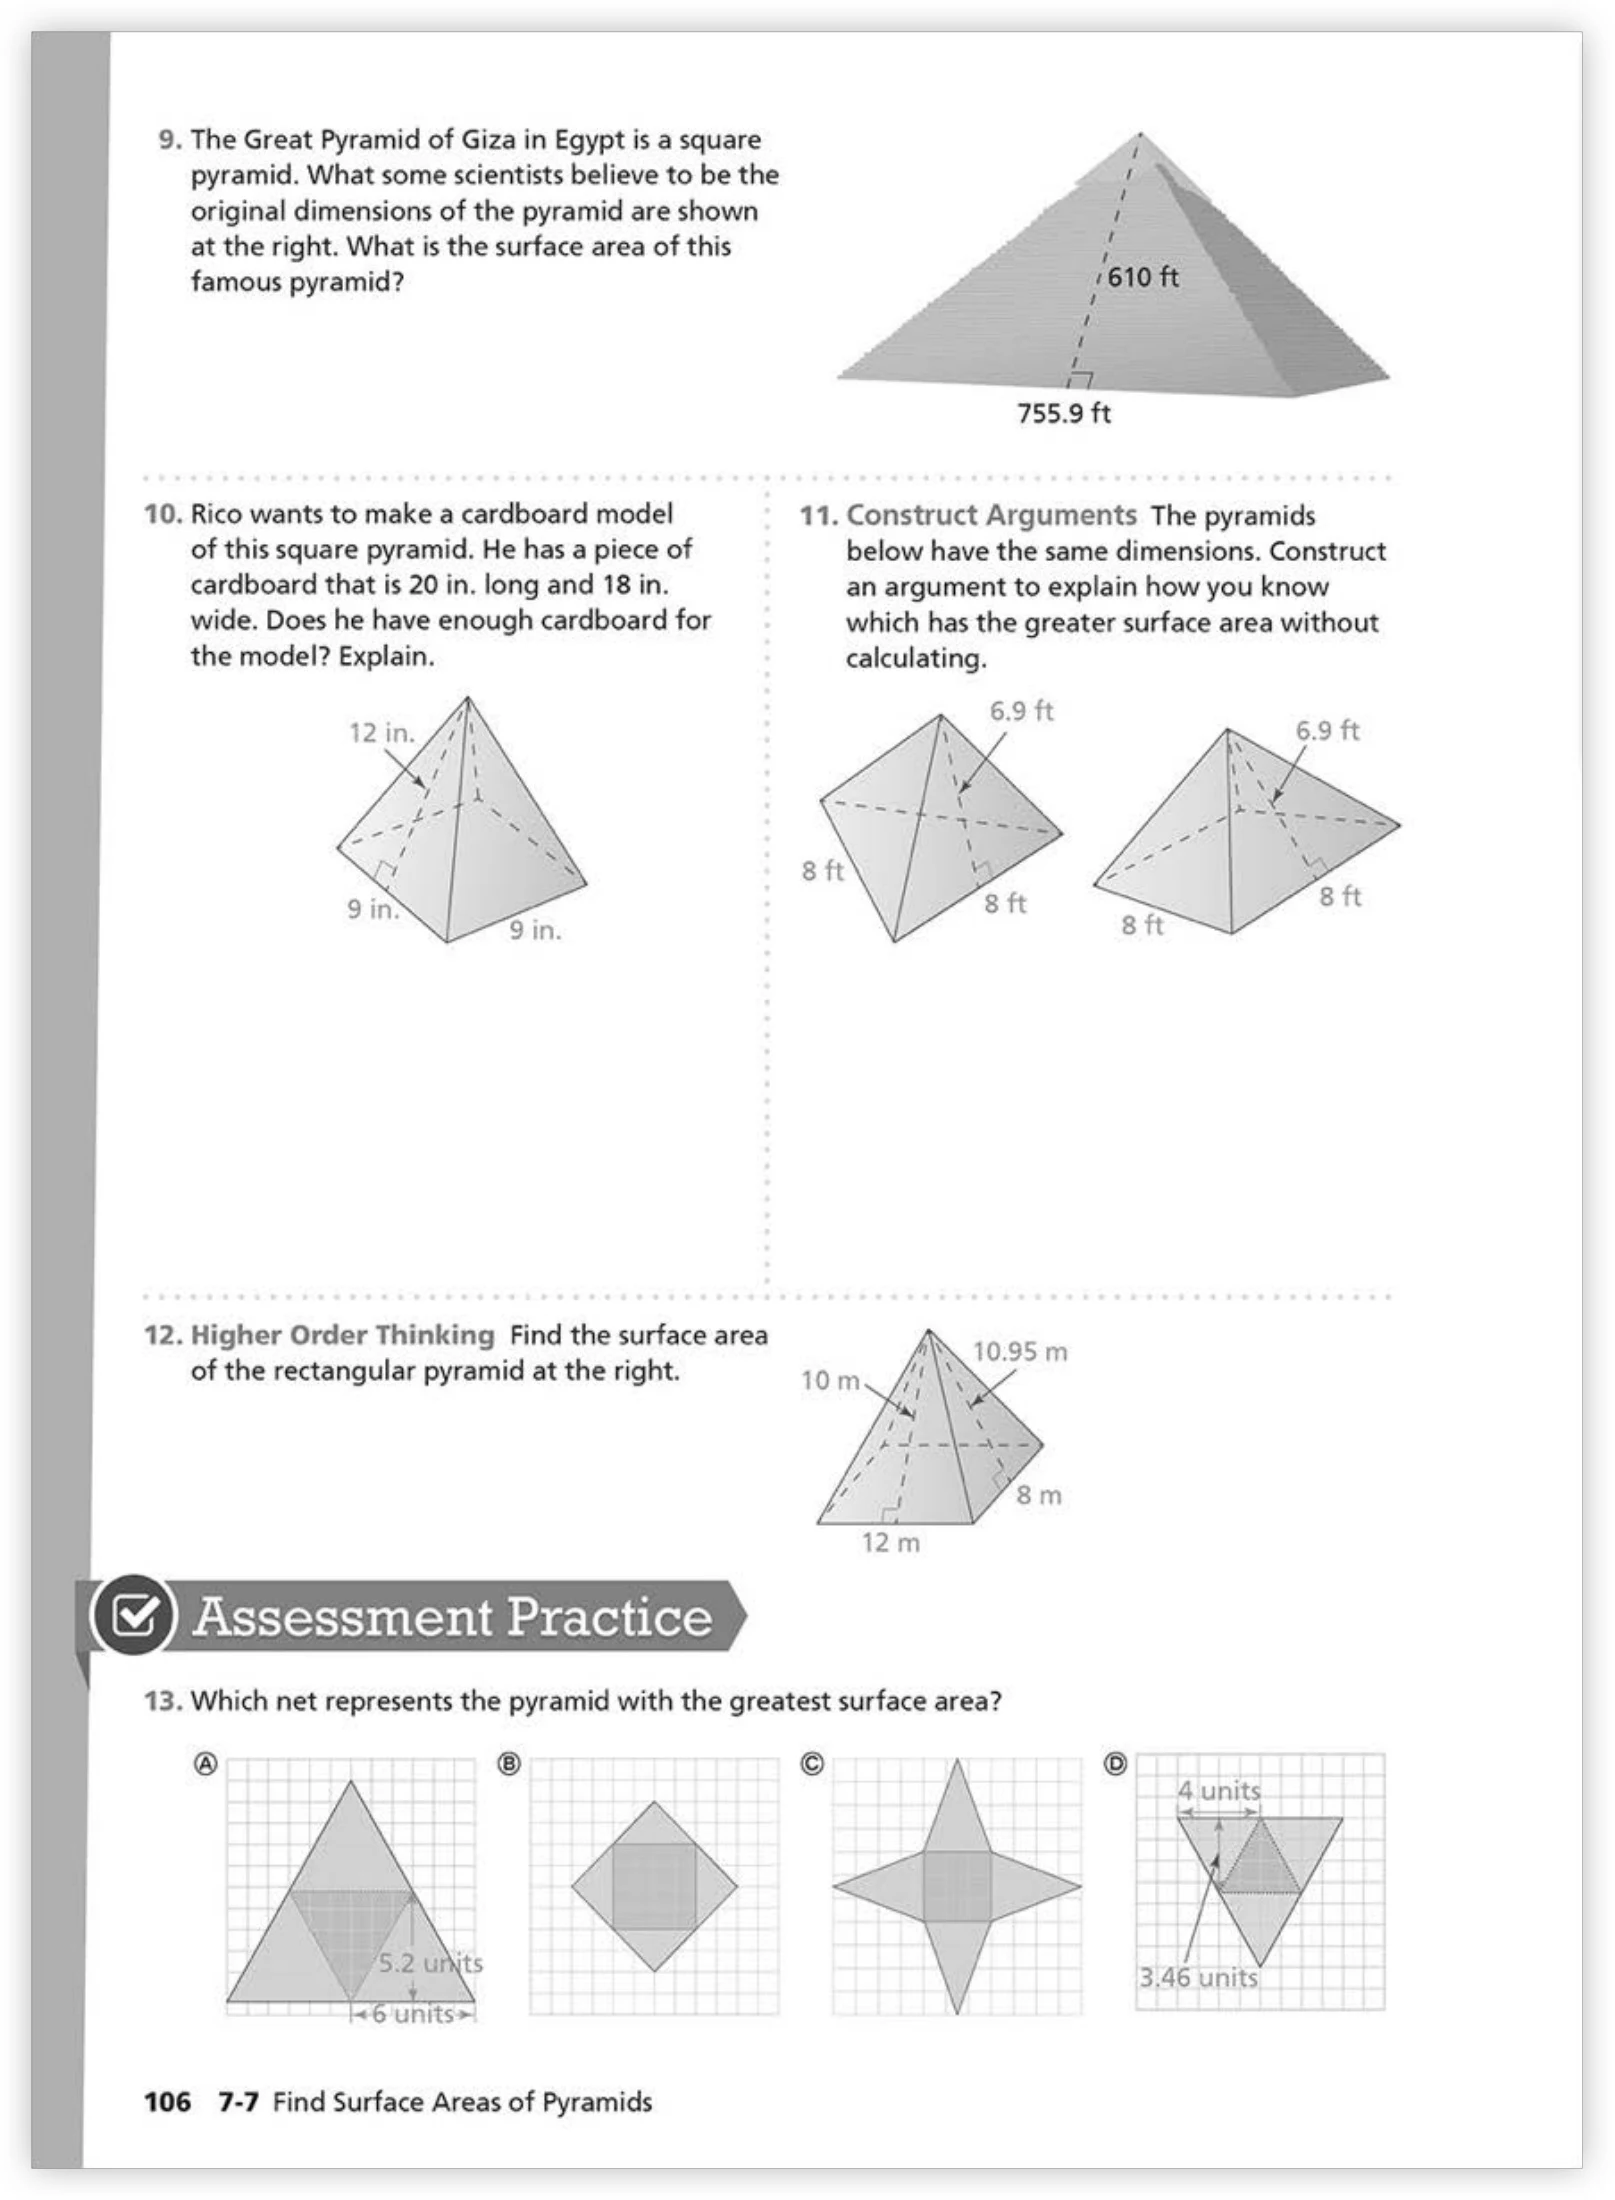 9. The Great Pyramid of Giza in Egypt is a square
pyramid. What some scientists believe to be the
original dimensions of the pyramid are shown
at the right. What is the surface area of this
famous pyramid?
610 ft
755.9 ft
10. Rico wants to make a cardboard model
of this square pyramid. He has a piece of
cardboard that is 20 in. long and 18 in.
wide. Does he have enough cardboard for
the model? Explain.
12 in.
9 in.
9 in.
11. Construct Arguments The pyramids
below have the same dimensions. Construct
an argument to explain how you know
which has the greater surface area without
calculating.
6.9 ft
8 ft
8 ft
6.9 ft
8 ft
8 ft
12. Higher Order Thinking Find the surface area
of the rectangular pyramid at the right.
10 m
10.95 m
8 m
12 m
Assessment Practice
13. Which net represents the pyramid with the greatest surface area?
A
5.2 units
6 units
B
C
D
4 units
3.46 units
106 7-7 Find Surface Areas of Pyramids